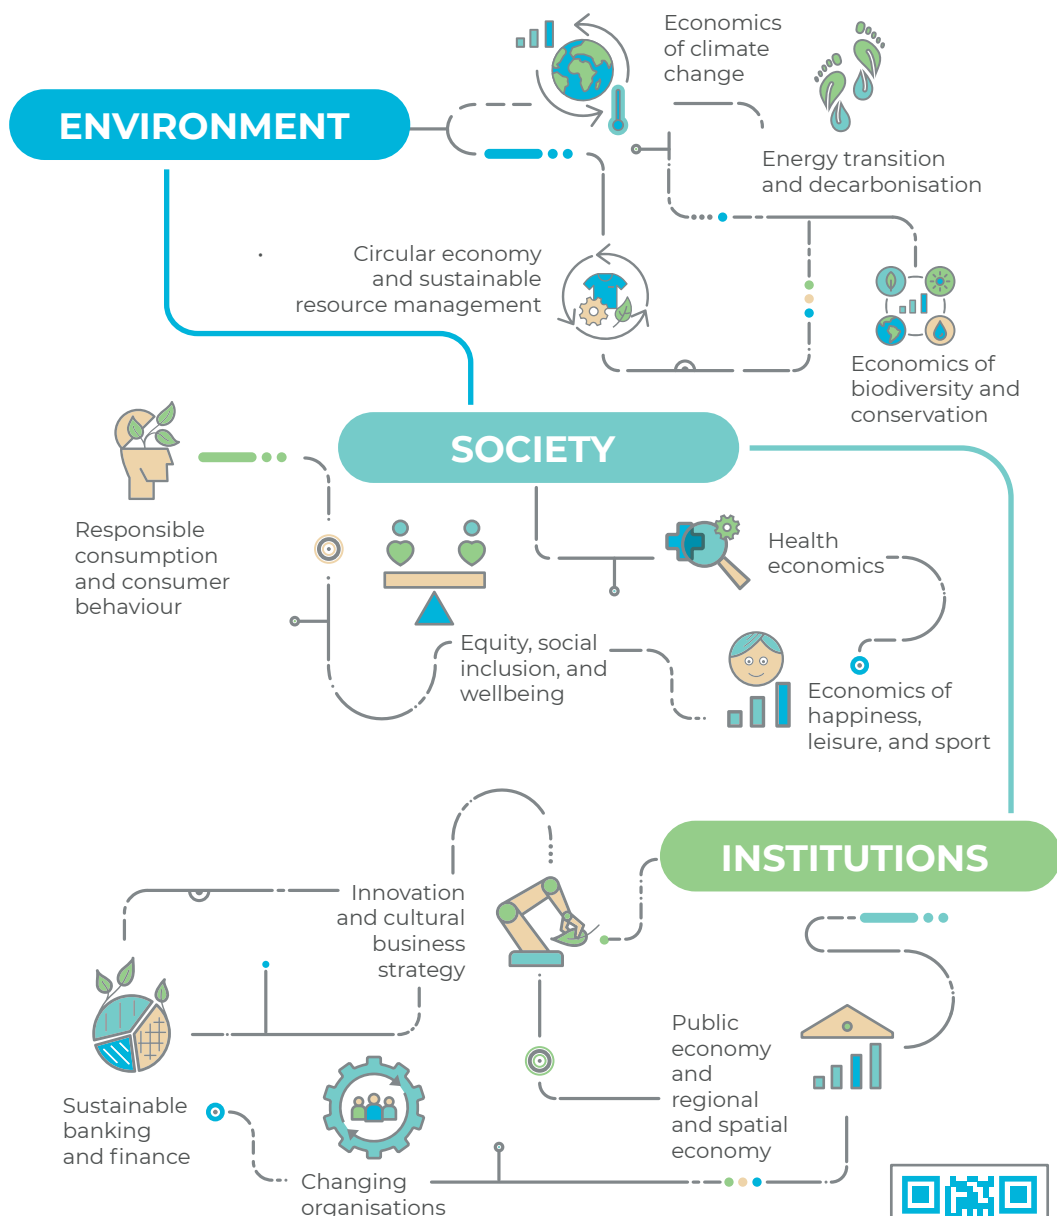 Economics
of climate
change
ENVIRONMENT
Energy transition
and decarbonisation
Circular economy
and sustainable
resource management
Economics of
biodiversity and
conservation
SOCIETY
Responsible
consumption
and consumer
behaviour
Health
economics
Equity, social
inclusion, and
wellbeing
Economics of
happiness,
leisure, and sport
INSTITUTIONS
Innovation
and cultural
business
strategy
Public
economy
and
regional
and spatial
economy
Sustainable
banking
and finance
Changing
organisations